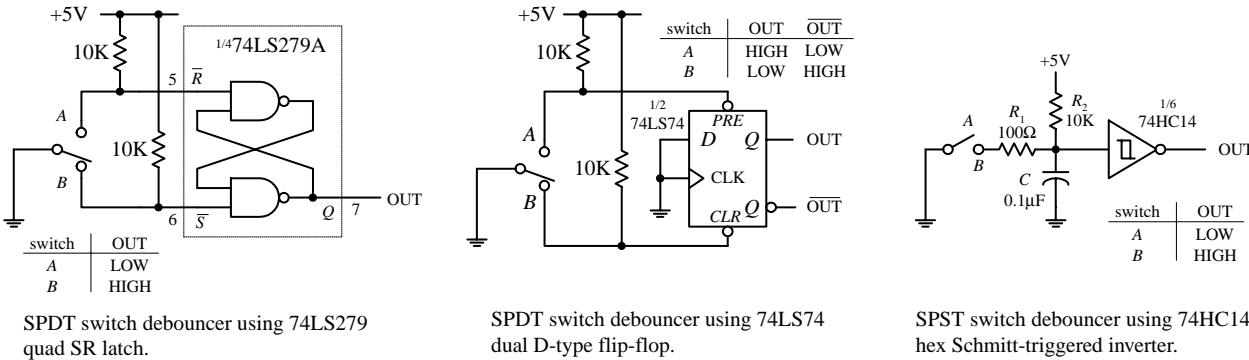 +5V
10K
1/4 74LS279A
5 R
A
10K
B
6 S
Q 7 OUT
switch OUT
A LOW
B HIGH
SPDT switch debouncer using 74LS279
quad SR latch.
+5V
10K
switch OUT OUT
A HIGH LOW
B LOW HIGH
1/2
74LS74
A
10K
B
PRE
D Q OUT
CLK
Q OUT
CLR
SPDT switch debouncer using 74LS74
dual D-type flip-flop.
+5V
R2
10K
1/6
74HC14
A
B
R1
100Ω
OUT
C
0.1µF
switch OUT
A LOW
B HIGH
SPST switch debouncer using 74HC14
hex Schmitt-triggered inverter.